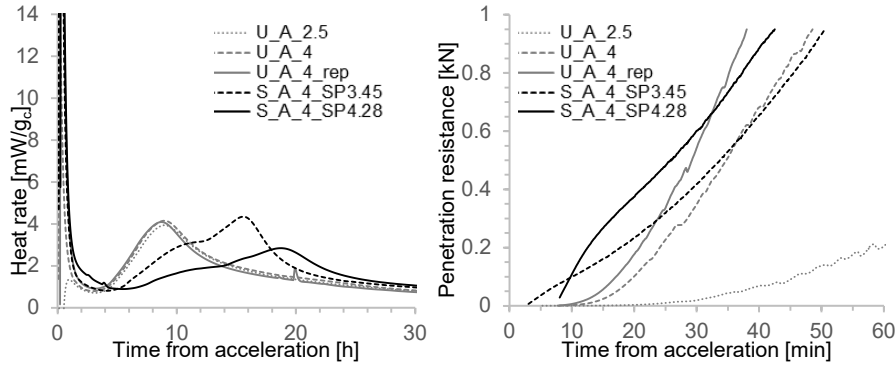 14
12
10
8
6
4
2
0
Heat rate [mW/gc]
U_A_2.5
U_A_4
U_A_4_rep
S_A_4_SP3.45
S_A_4_SP4.28
0 10 20 30
Time from acceleration [h]
1
0.8
0.6
0.4
0.2
0
Penetration resistance [kN]
U_A_2.5
U_A_4
U_A_4_rep
S_A_4_SP3.45
S_A_4_SP4.28
0 10 20 30 40 50 60
Time from acceleration [min]